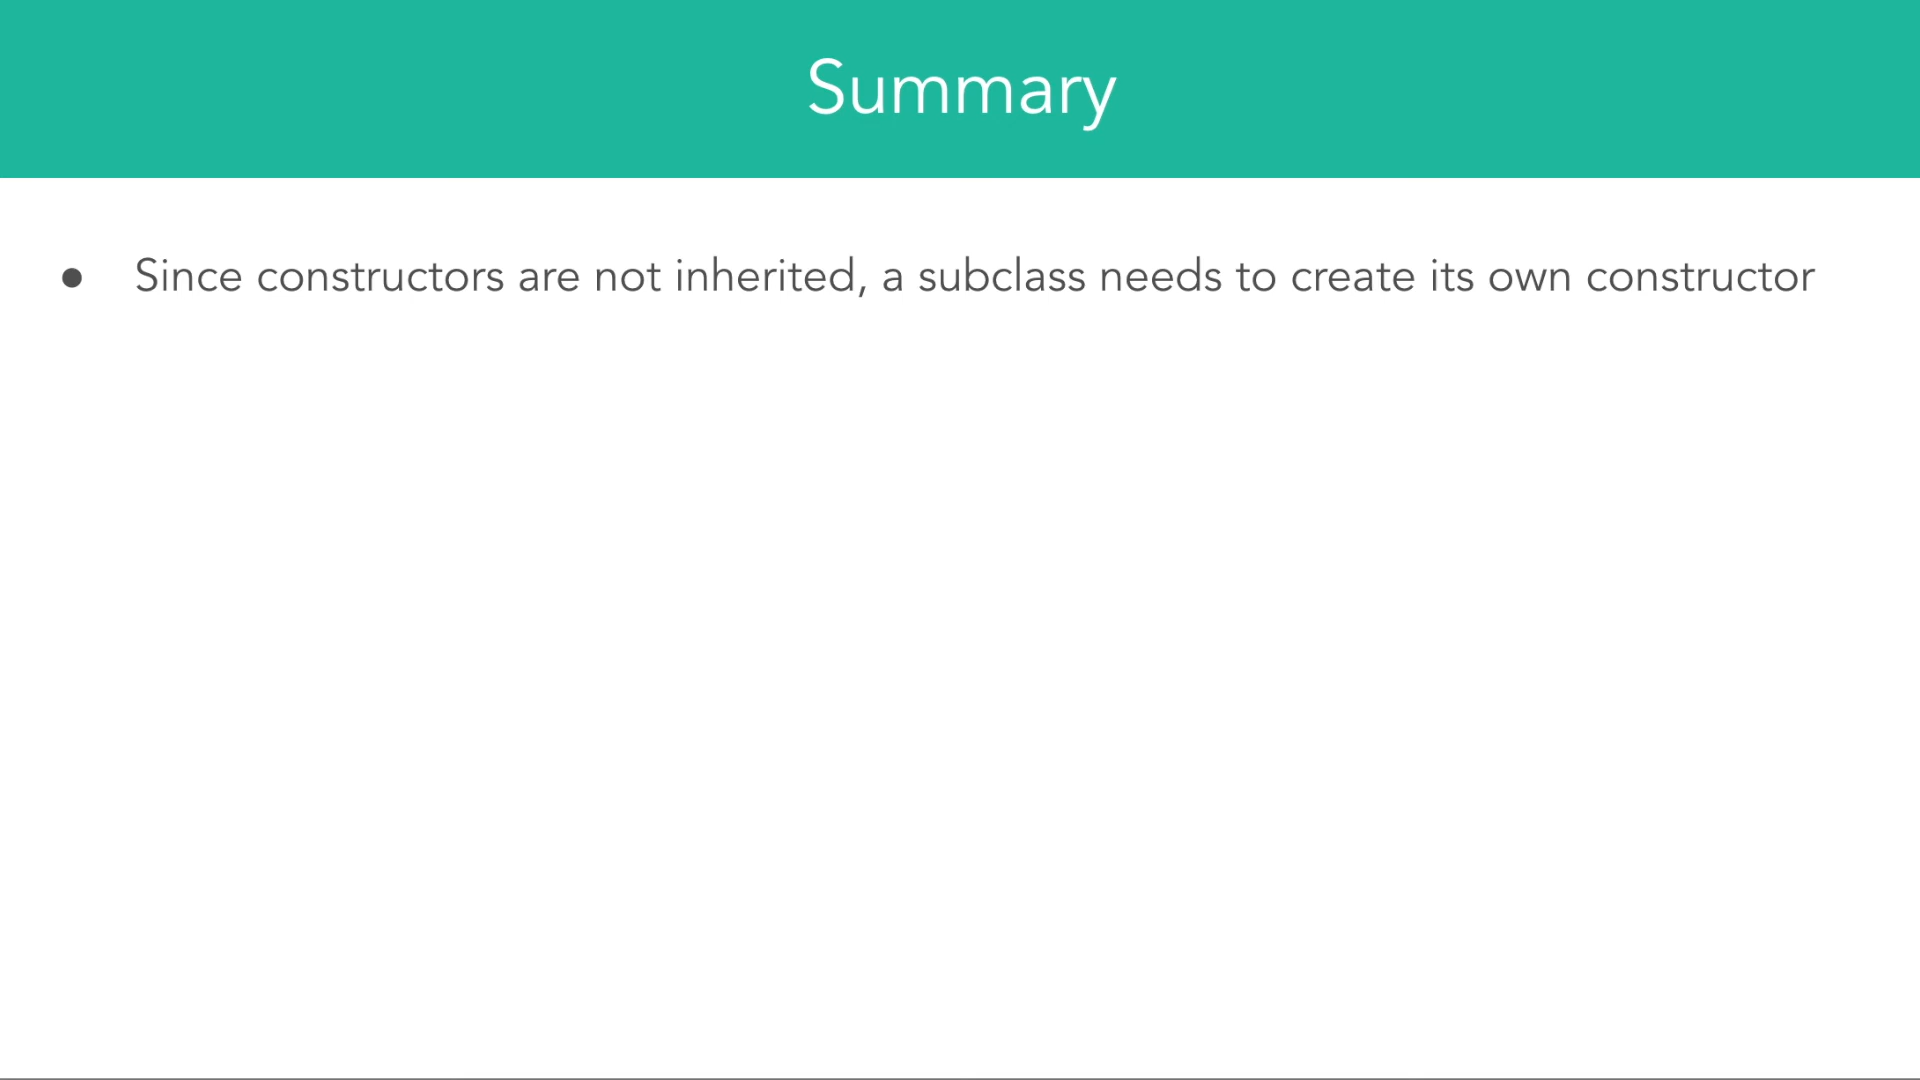 Summary
● Since constructors are not inherited, a subclass needs to create its own constructor